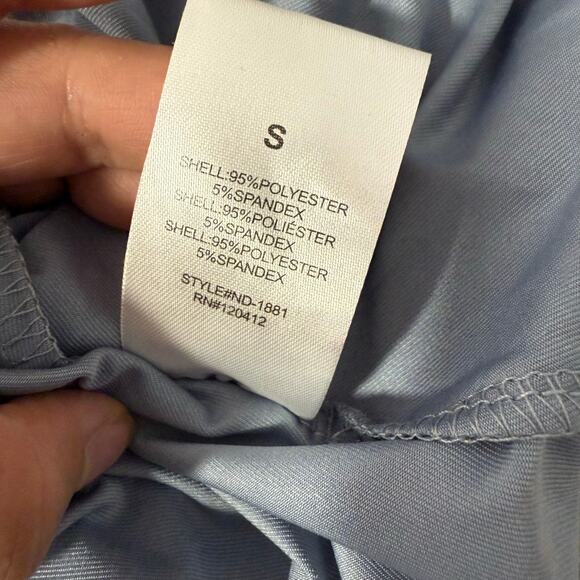 S
SHELL:95%POLYESTER
5%SPANDEX
SHELL:95%POLIÉSTER
5%SPANDEX
SHELL:95%POLYESTER
5%SPANDEX
STYLE#ND-1881
RN#120412